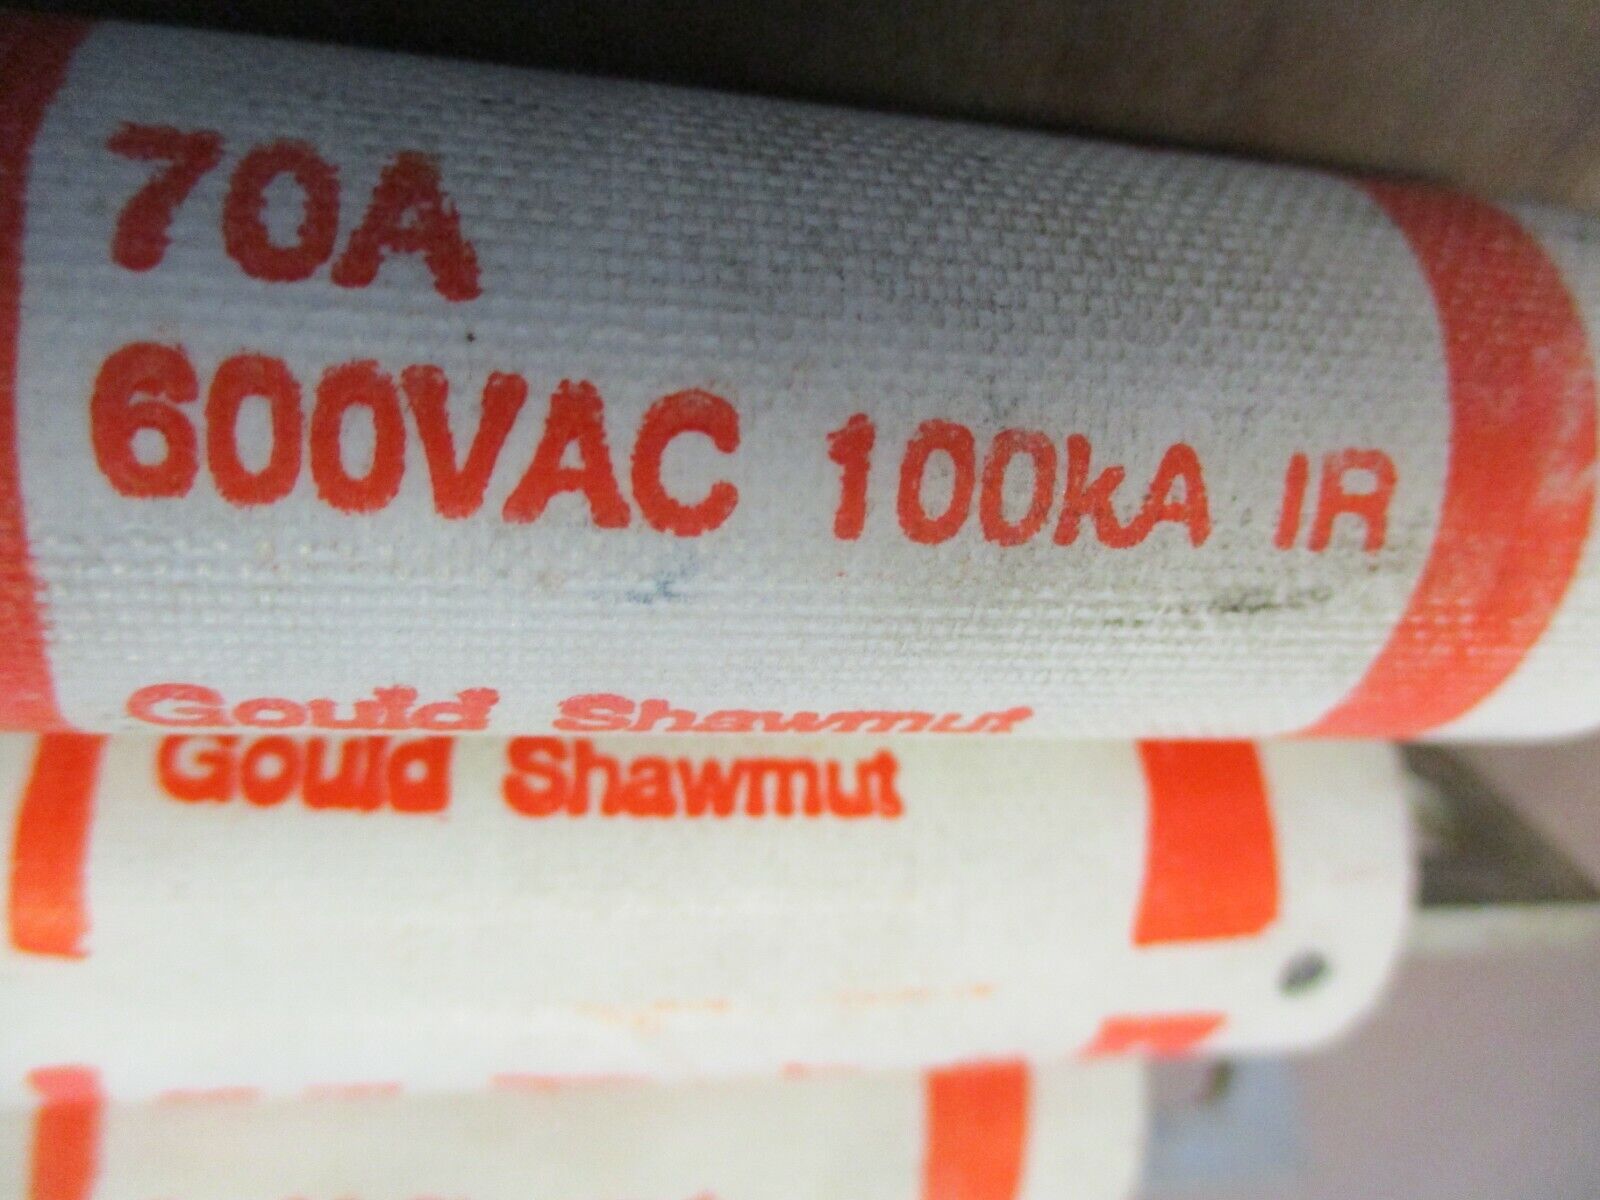 70A
600VAC 100kA IR
Gould Shawmut
Gould Shawmut